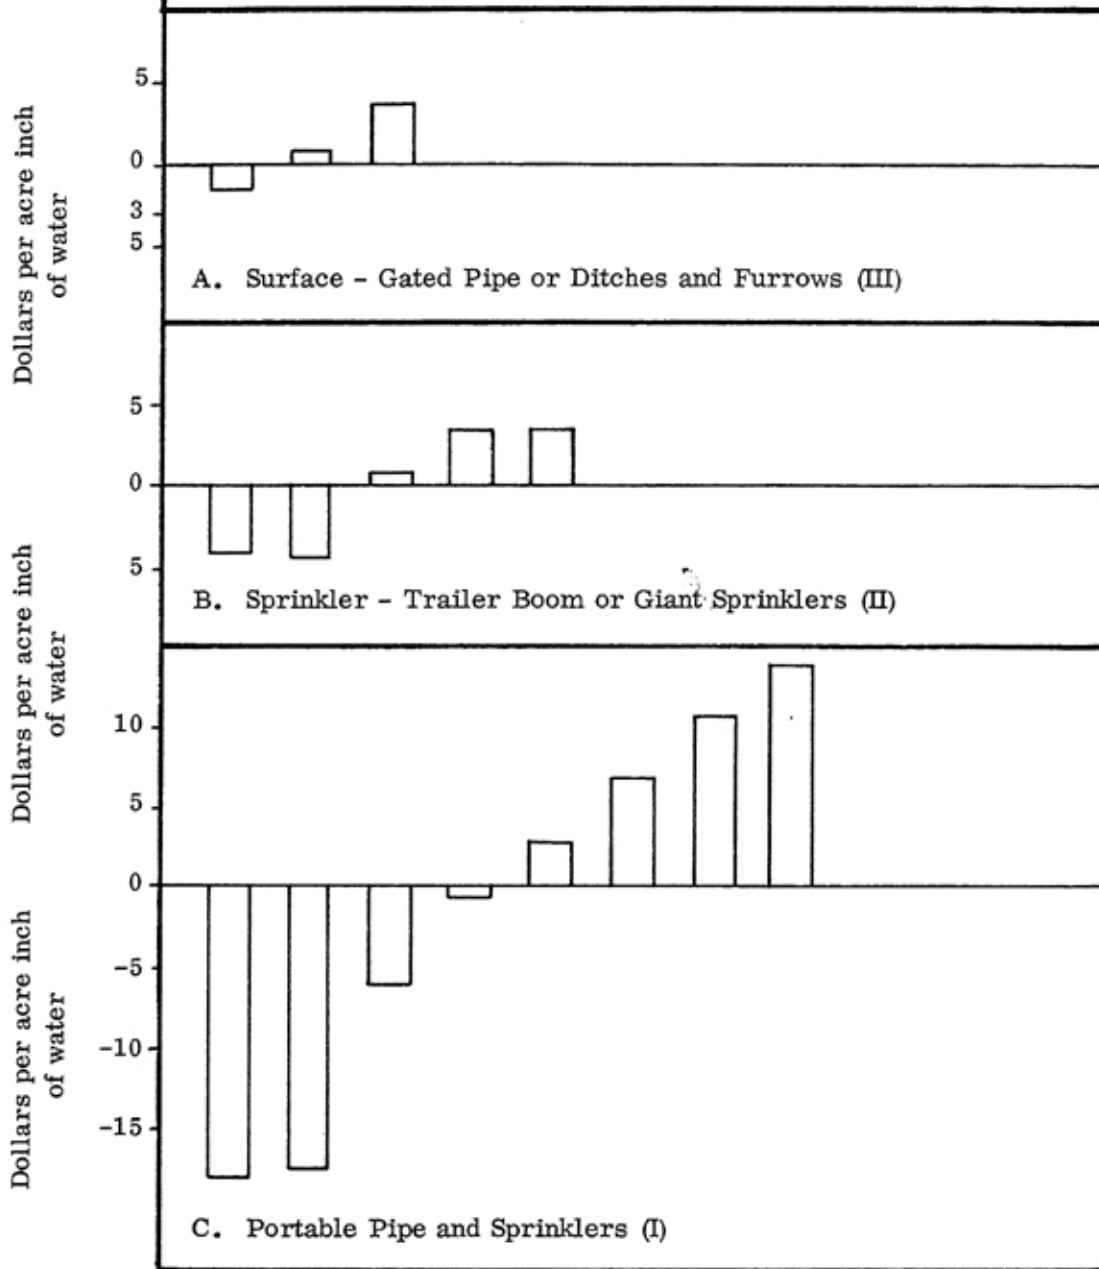 Dollars per acre inch
of water
5
0
3
5
A. Surface - Gated Pipe or Ditches and Furrows (III)
Dollars per acre inch
of water
5
0
5
B. Sprinkler - Trailer Boom or Giant Sprinklers (II)
Dollars per acre inch
of water
10
5
0
-5
-10
-15
C. Portable Pipe and Sprinklers (I)